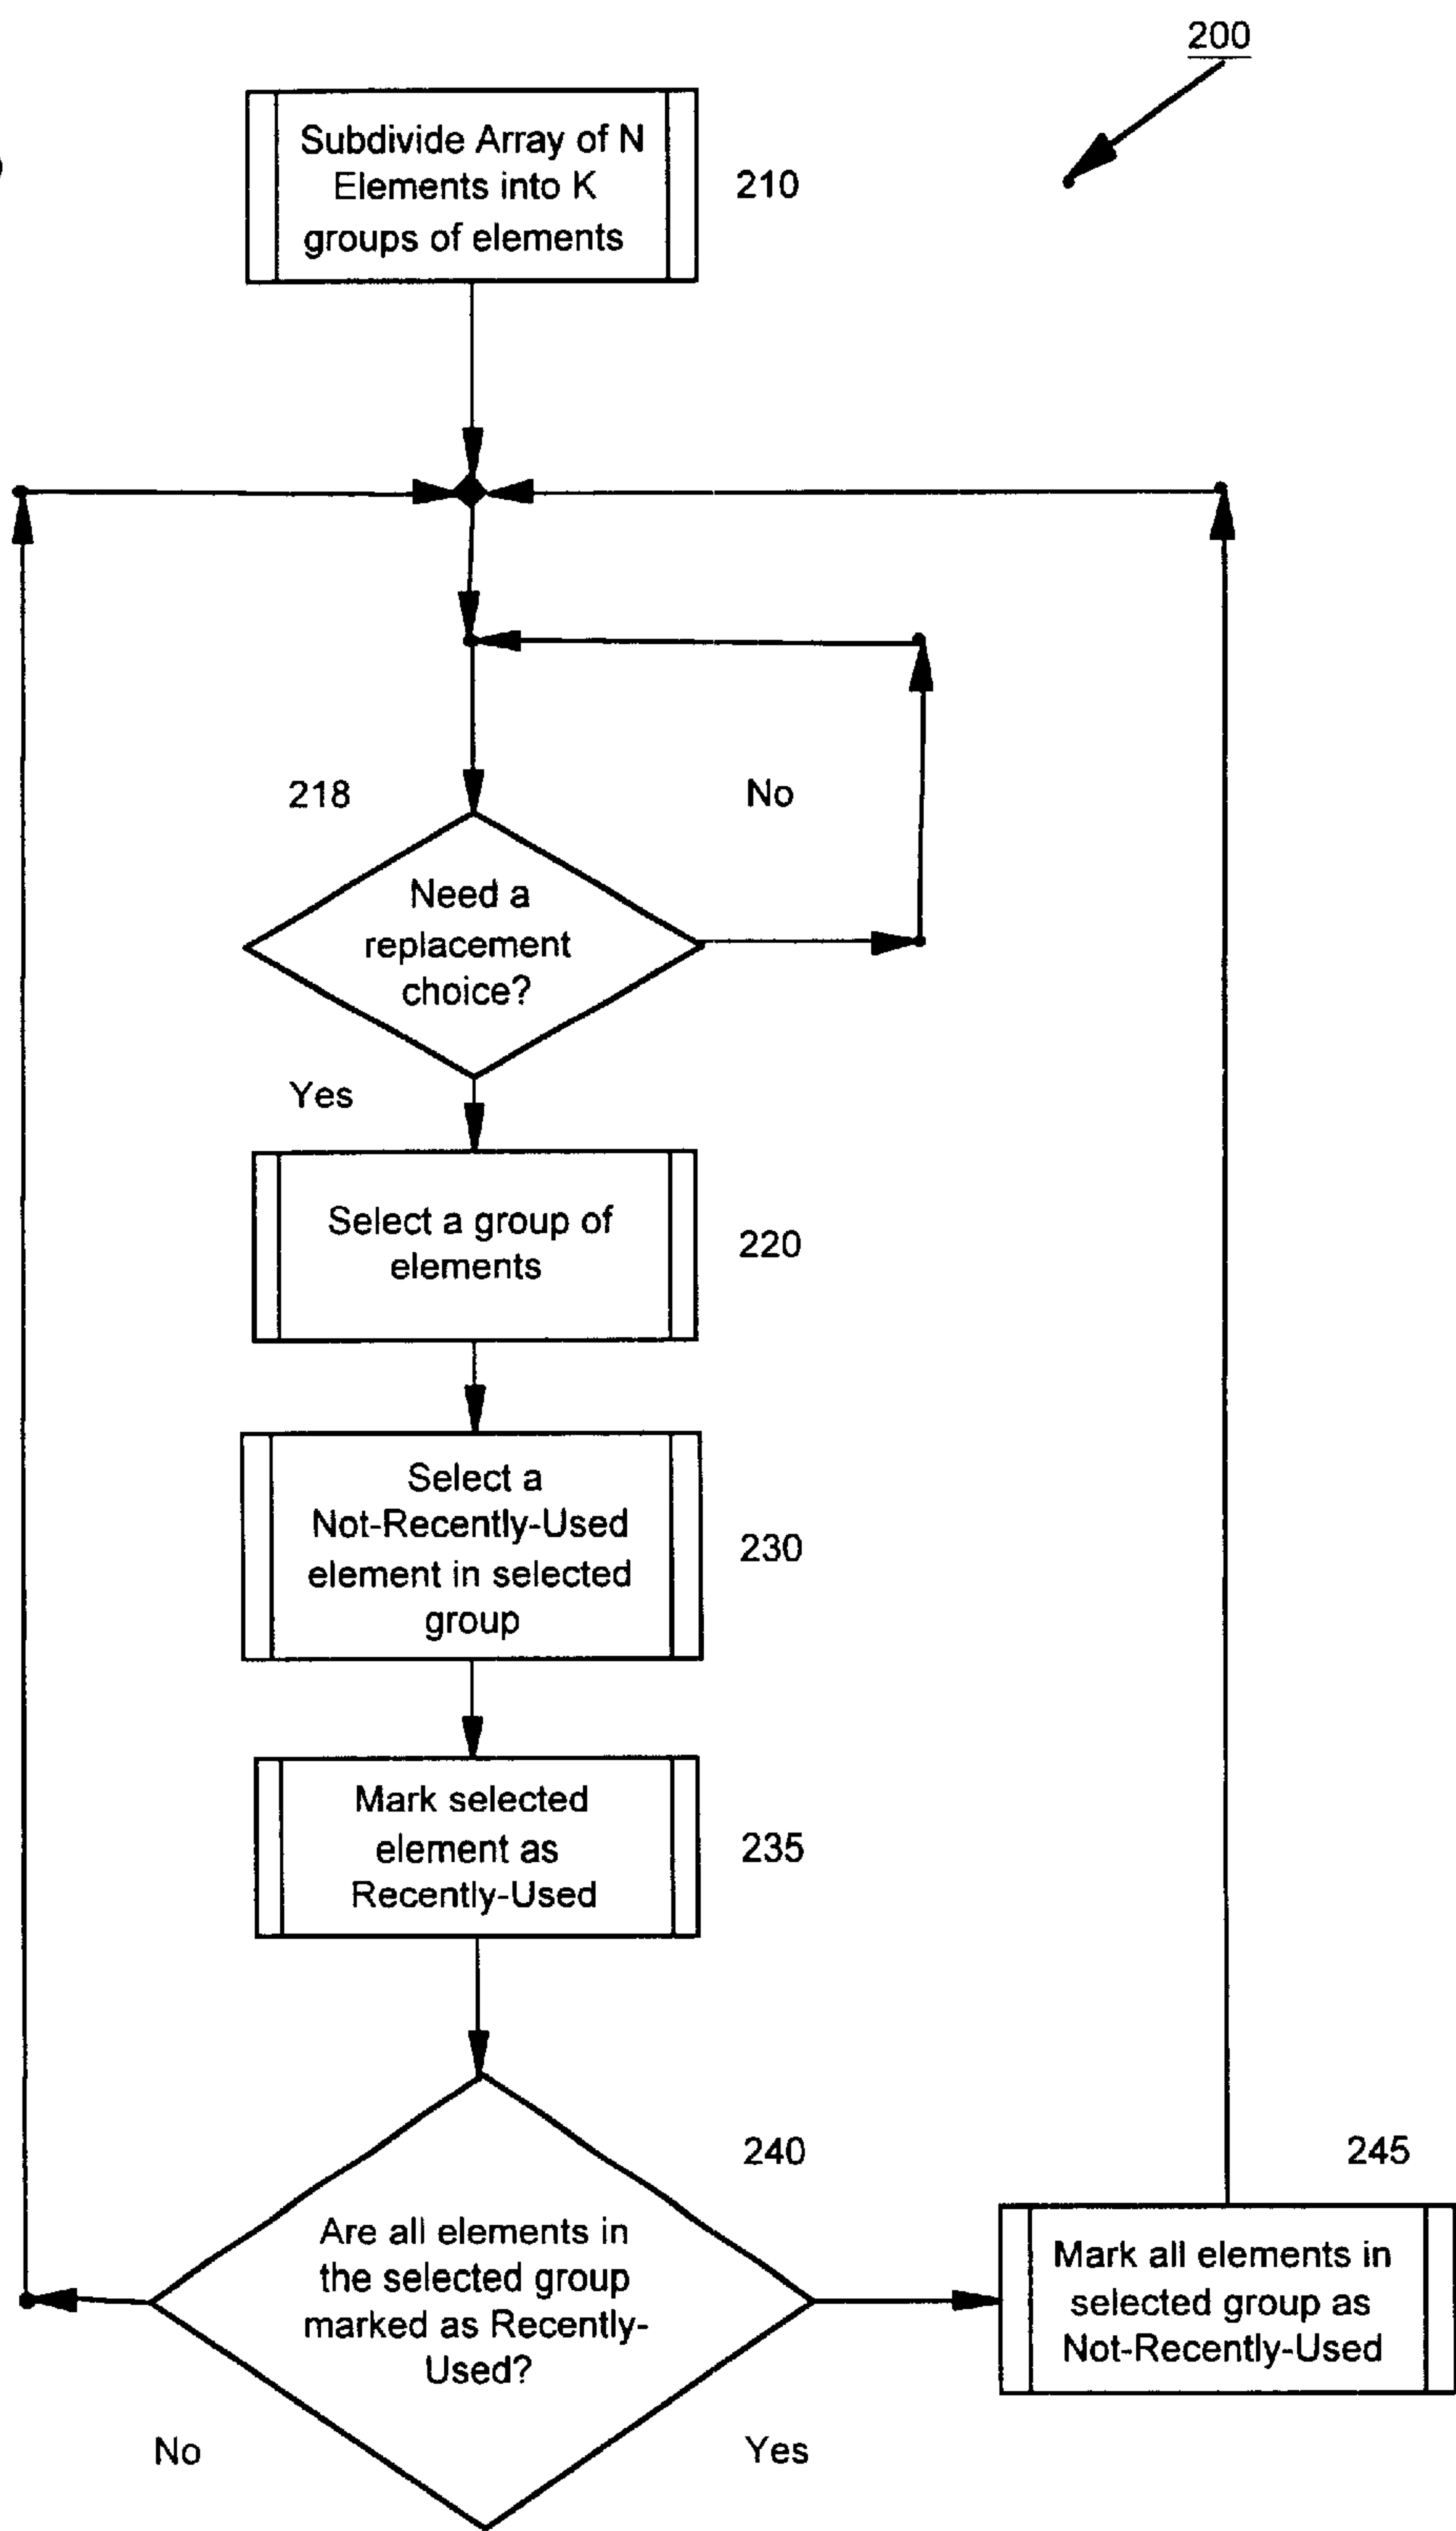 200
Subdivide Array of N
Elements into K
groups of elements
210
218
No
Need a
replacement
choice?
Yes
Select a group of
elements
220
Select a
Not-Recently-Used
element in selected
group
230
Mark selected
element as
Recently-Used
235
240
245
Are all elements in
the selected group
marked as Recently-
Used?
Mark all elements in
selected group as
Not-Recently-Used
No
Yes